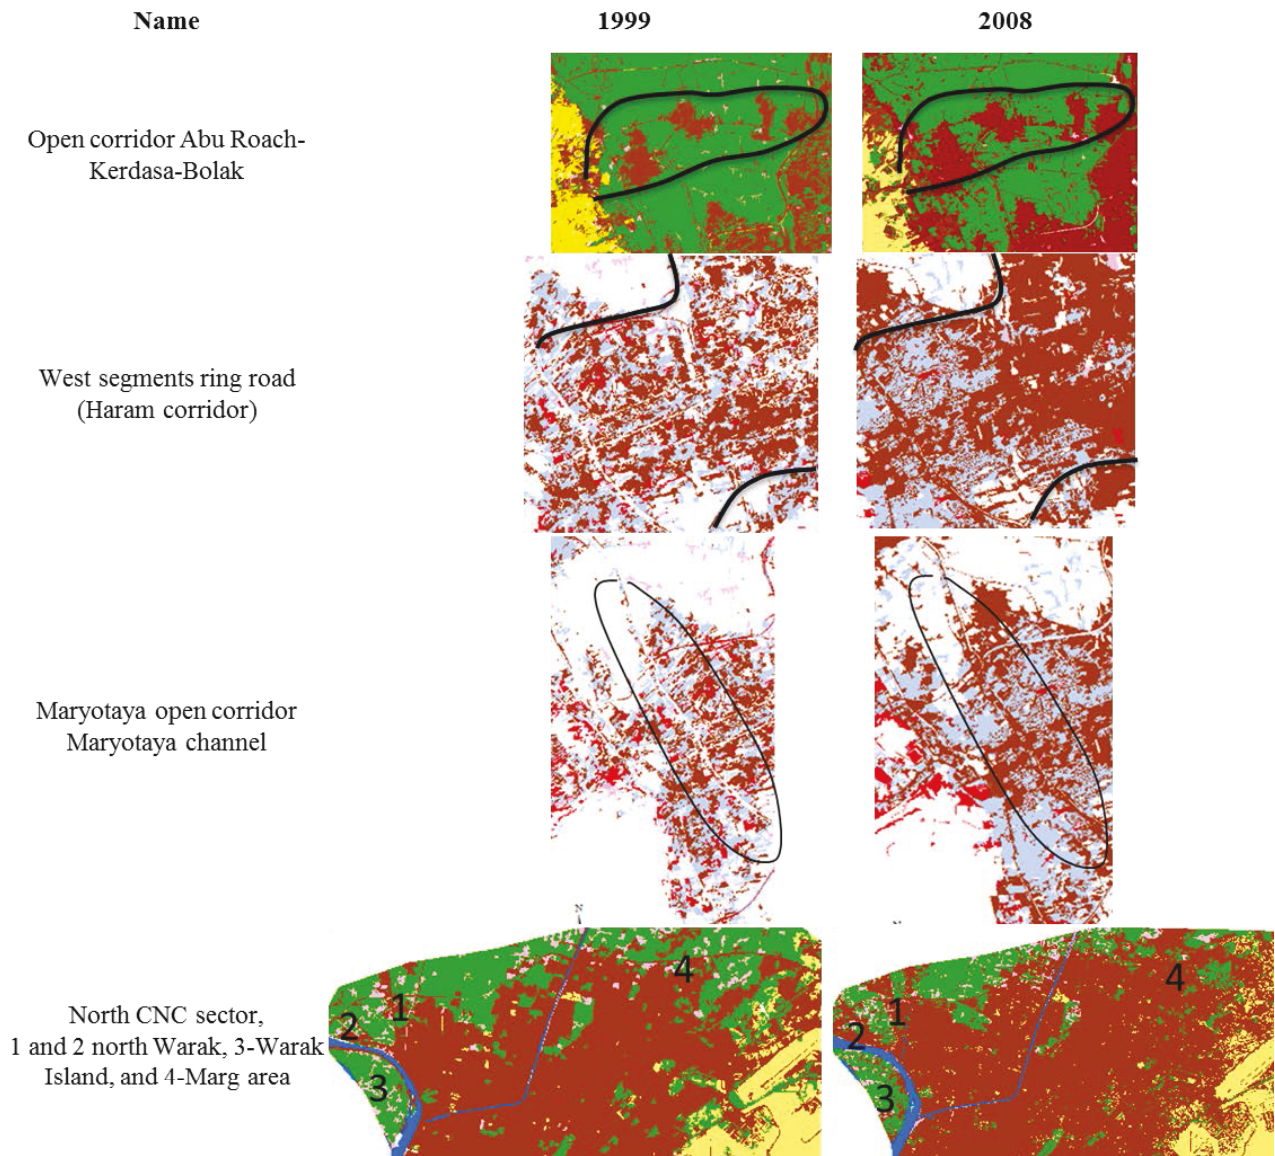 Name 1999 2008
Open corridor Abu Roach-
Kerdasa-Bolak
West segments ring road
(Haram corridor)
Maryotaya open corridor
Maryotaya channel
N
North CNC sector,
1 and 2 north Warak, 3-Warak
Island, and 4-Marg area
1
2
3
4
1
2
3
4